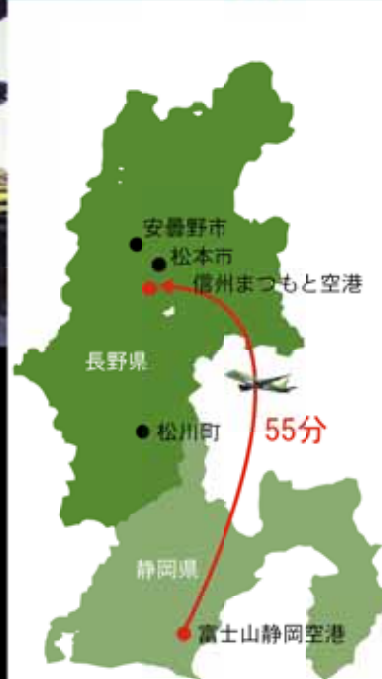 安曇野市
松本市
信州まつもと空港
長野県
松川町
55分
静岡県
富士山静岡空港